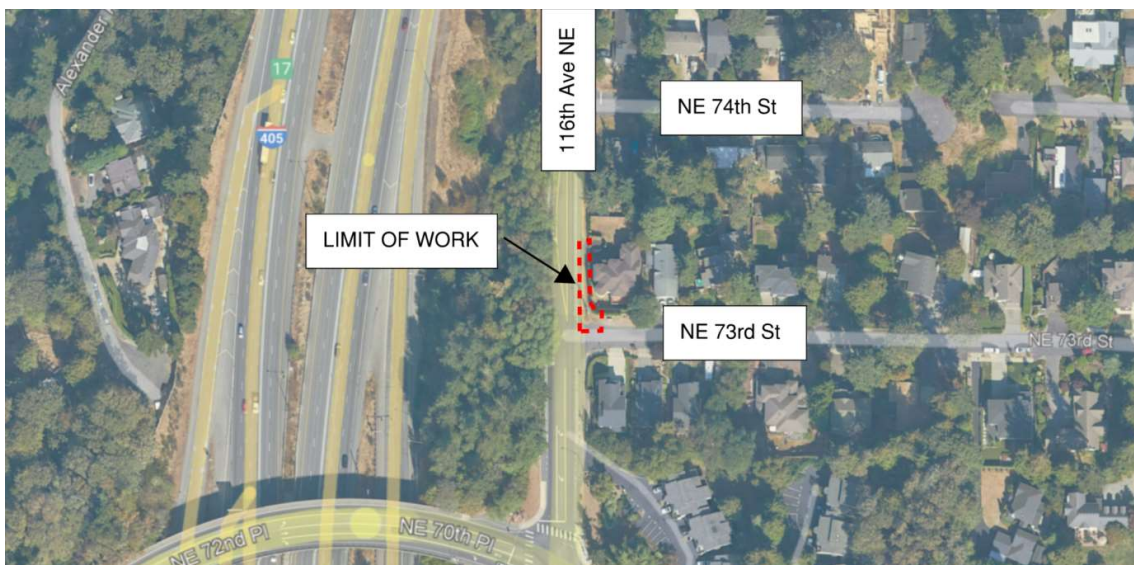 Alexander
17
405
116th Ave NE
NE 74th St
LIMIT OF WORK
NE 73rd St
NE 73rd St
NE 72nd Pl
NE 70th Pl